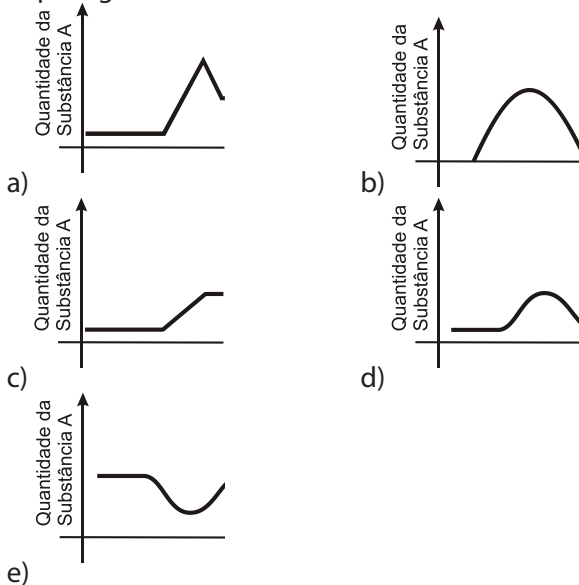 Quantidade da
Substância A
a)
Quantidade da
Substância A
b)
Quantidade da
Substância A
c)
Quantidade da
Substância A
d)
Quantidade da
Substância A
e)